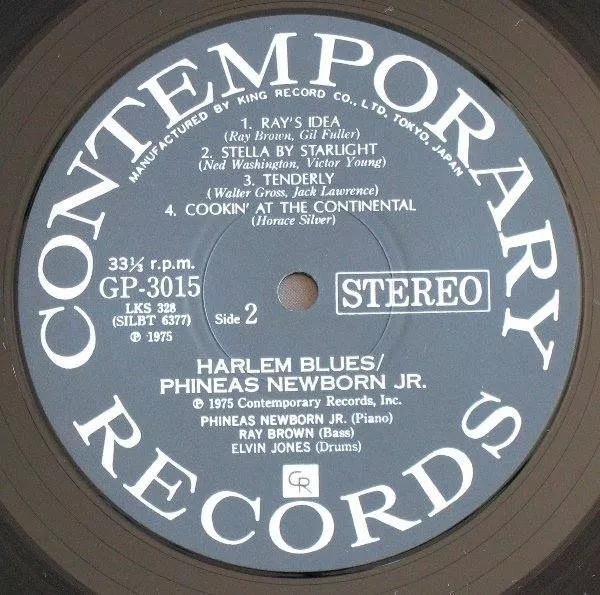 CONTEMPORARY
MANUFACTURED BY KING RECORD CO., LTD, TOKYO, JAPAN
1. RAY'S IDEA
(Ray Brown, Gil Fuller)
2. STELLA BY STARLIGHT
(Ned Washington, Victor Young)
3. TENDERLY
(Walter Gross, Jack Lawrence)
4. COOKIN' AT THE CONTINENTAL
(Horace Silver)
33⅓ r.p.m.
GP-3015
LKS 328
(SILBT 6377)
℗ 1975
Side 2
STEREO
HARLEM BLUES/
PHINEAS NEWBORN JR.
℗ 1975 Contemporary Records, Inc.
PHINEAS NEWBORN JR. (Piano)
RAY BROWN (Bass)
ELVIN JONES (Drums)
CR
RECORDS